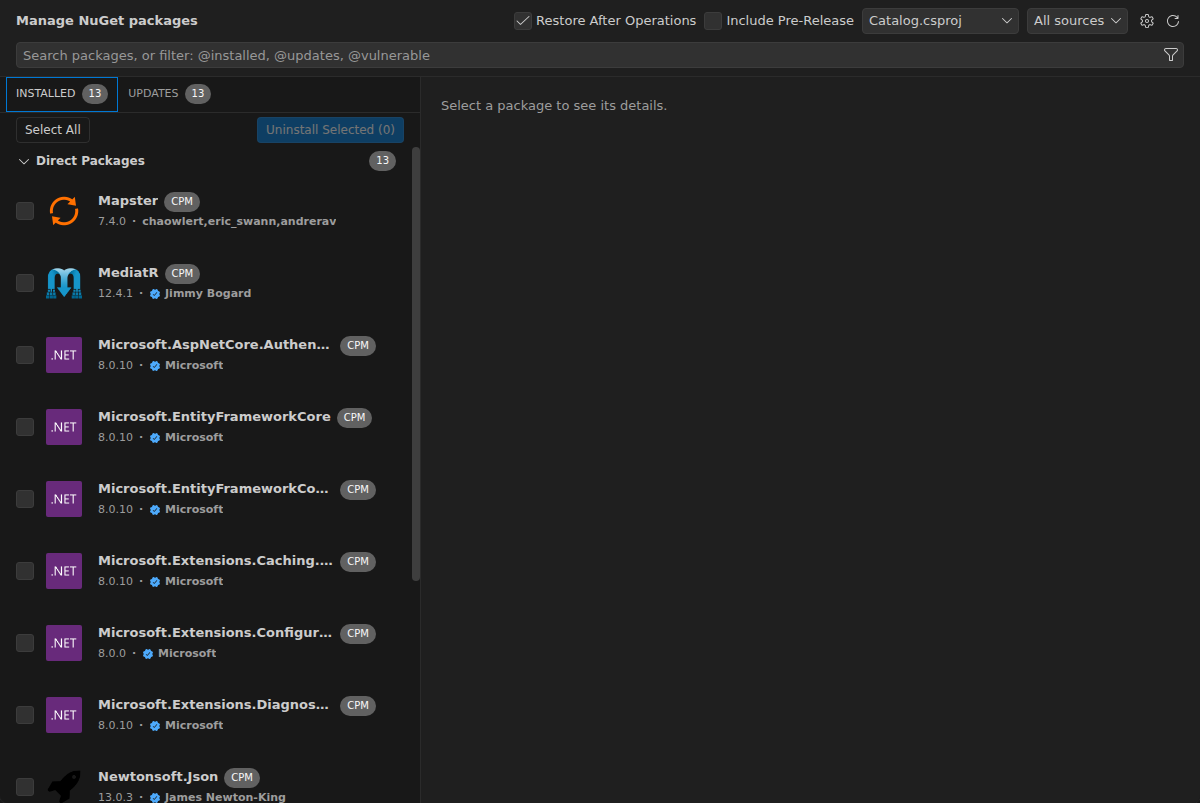 Manage NuGet packages
Restore After Operations
Include Pre-Release
Catalog.csproj
All sources
Search packages, or filter: @installed, @updates, @vulnerable
INSTALLED 13
UPDATES 13
Select All
Uninstall Selected (0)
Direct Packages 13
Mapster CPM
7.4.0 · chaowlert,eric_swann,andrerav
MediatR CPM
12.4.1 · Jimmy Bogard
.NET
Microsoft.AspNetCore.Authen... CPM
8.0.10 · Microsoft
.NET
Microsoft.EntityFrameworkCore CPM
8.0.10 · Microsoft
.NET
Microsoft.EntityFrameworkCo... CPM
8.0.10 · Microsoft
.NET
Microsoft.Extensions.Caching.... CPM
8.0.10 · Microsoft
.NET
Microsoft.Extensions.Configur... CPM
8.0.0 · Microsoft
.NET
Microsoft.Extensions.Diagnos... CPM
8.0.10 · Microsoft
Newtonsoft.Json CPM
13.0.3 · James Newton-King
Select a package to see its details.